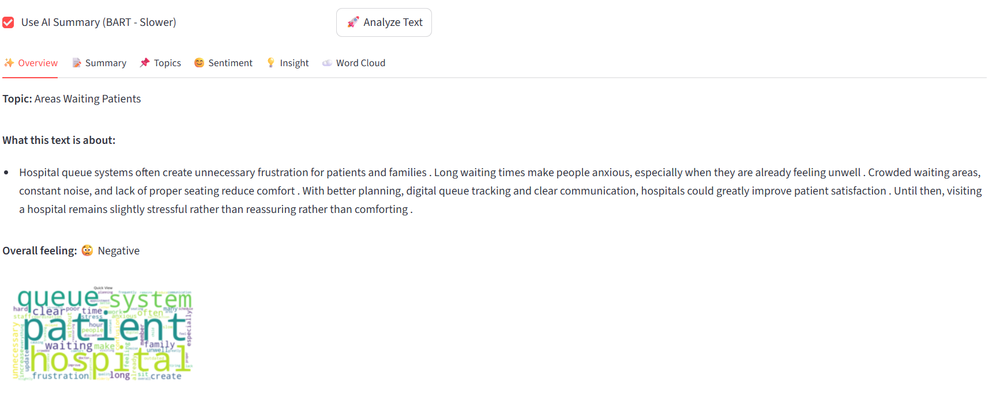 Use AI Summary (BART - Slower)
Analyze Text
Overview Summary Topics Sentiment Insight Word Cloud
Topic: Areas Waiting Patients
What this text is about:
Hospital queue systems often create unnecessary frustration for patients and families . Long waiting times make people anxious, especially when they are already feeling unwell . Crowded waiting areas,
constant noise, and lack of proper seating reduce comfort . With better planning, digital queue tracking and clear communication, hospitals could greatly improve patient satisfaction . Until then, visiting
a hospital remains slightly stressful rather than reassuring rather than comforting .
Overall feeling: Negative
Quick View
queue system
hard clear poor time work often many
staff stress anxious
patient
hour
people
without
confusion
member
especially
unnecessary
increase
everything
update
waiting make family
unwell
hospital
feeling
already
frustration long sit create